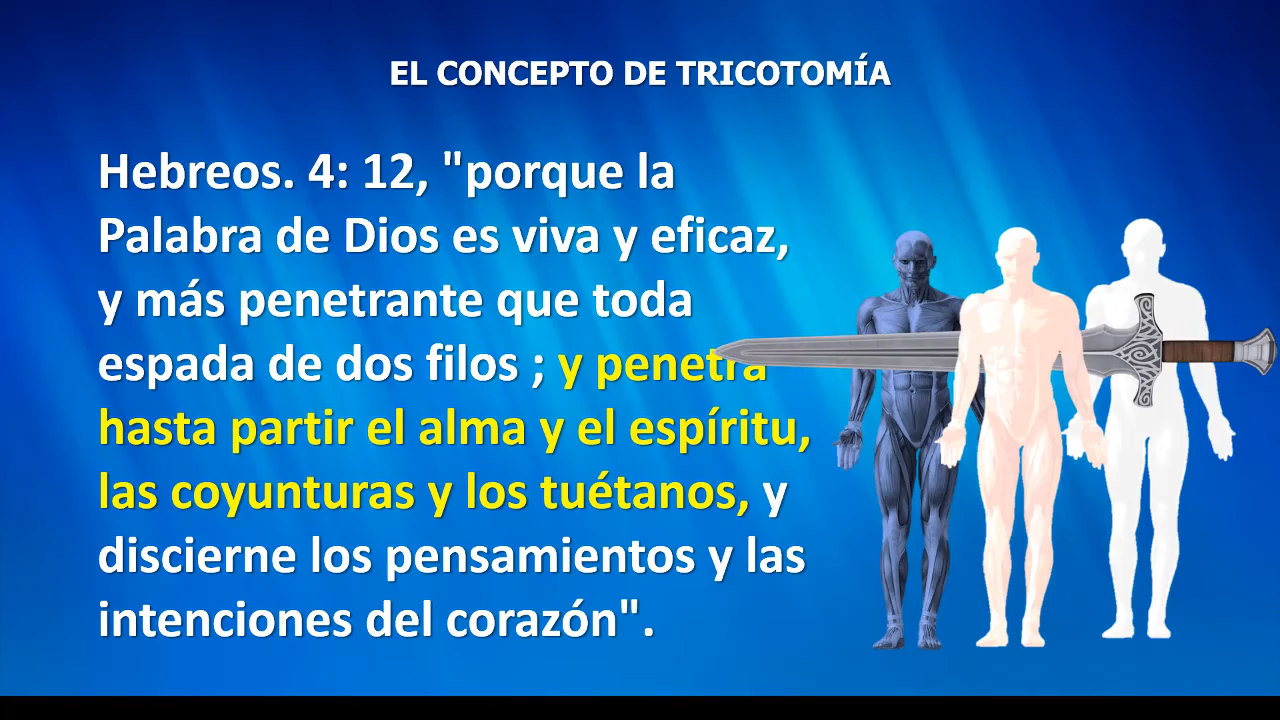 EL CONCEPTO DE TRICOTOMÍA
Hebreos. 4: 12, "porque la
Palabra de Dios es viva y eficaz,
y más penetrante que toda
espada de dos filos ; y penetra
hasta partir el alma y el espíritu,
las coyunturas y los tuétanos, y
discierne los pensamientos y las
intenciones del corazón".